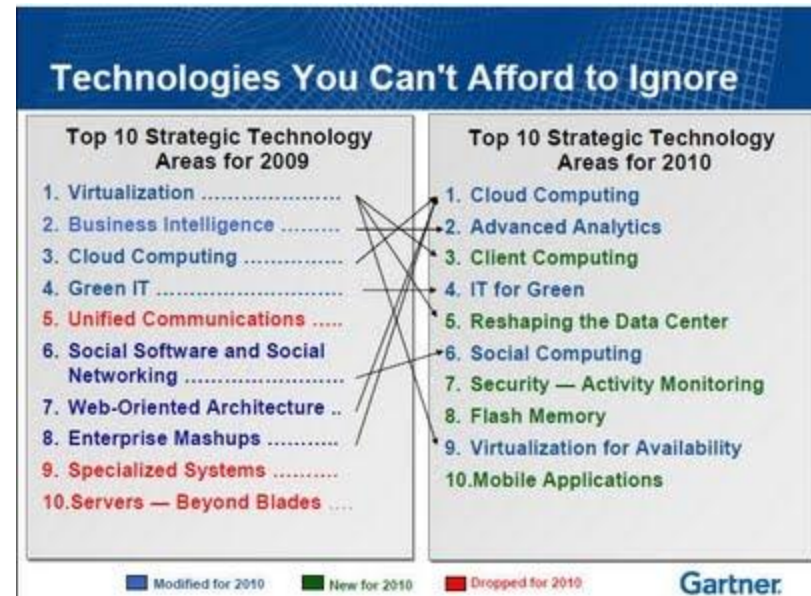 Technologies You Can't Afford to Ignore
Top 10 Strategic Technology
Areas for 2009
1. Virtualization .....................
2. Business Intelligence .........
3. Cloud Computing ...............
4. Green IT ............................
5. Unified Communications .....
6. Social Software and Social
Networking ........................
7. Web-Oriented Architecture ..
8. Enterprise Mashups ...........
9. Specialized Systems ..........
10.Servers — Beyond Blades ....
Top 10 Strategic Technology
Areas for 2010
1. Cloud Computing
2. Advanced Analytics
3. Client Computing
4. IT for Green
5. Reshaping the Data Center
6. Social Computing
7. Security — Activity Monitoring
8. Flash Memory
9. Virtualization for Availability
10.Mobile Applications
Modified for 2010
New for 2010
Dropped for 2010
Gartner